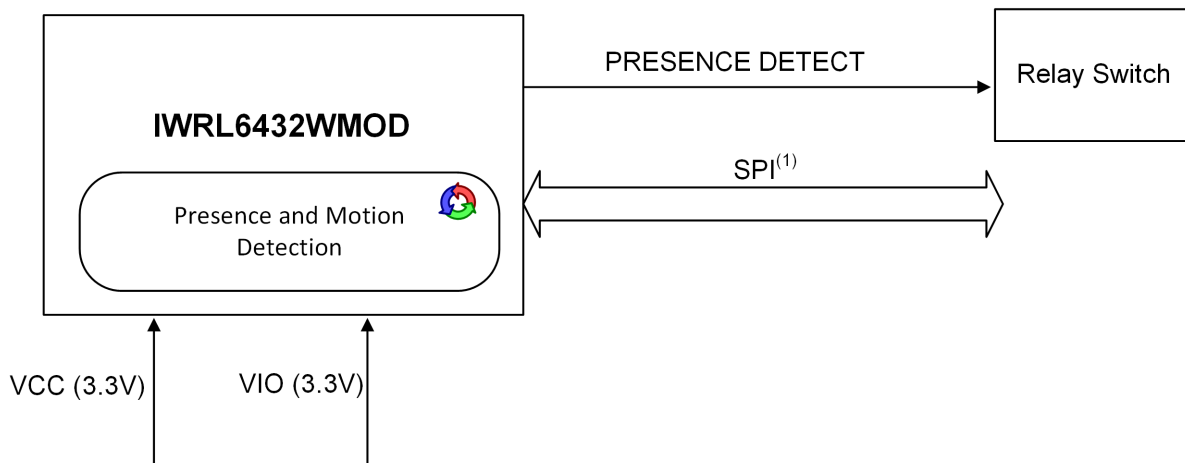 PRESENCE DETECT
Relay Switch
IWRL6432WMOD
SPI(1)
Presence and Motion
Detection
VCC (3.3V)
VIO (3.3V)